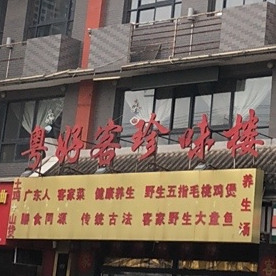 粤好客珍味楼
广东人 客家菜 健康养生 野生五指毛桃鸡煲
膳食同源 传统古法 客家野生大盘鱼
养生汤